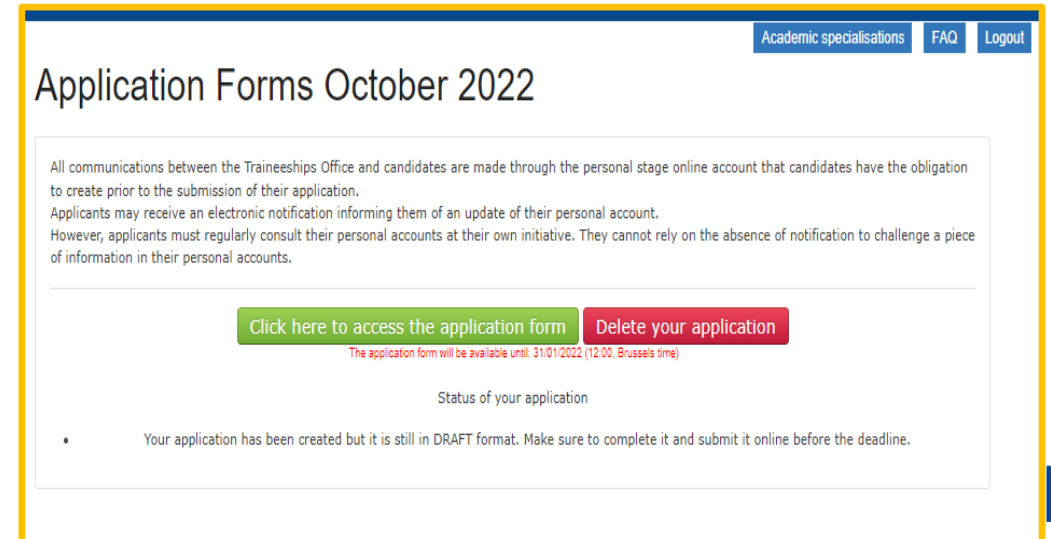 Academic specialisations FAQ Logout
Application Forms October 2022
All communications between the Traineeships Office and candidates are made through the personal stage online account that candidates have the obligation
to create prior to the submission of their application.
Applicants may receive an electronic notification informing them of an update of their personal account.
However, applicants must regularly consult their personal accounts at their own initiative. They cannot rely on the absence of notification to challenge a piece
of information in their personal accounts.
Click here to access the application form Delete your application
The application form will be available until: 31/01/2022 (12:00, Brussels time)
Status of your application
• Your application has been created but it is still in DRAFT format. Make sure to complete it and submit it online before the deadline.